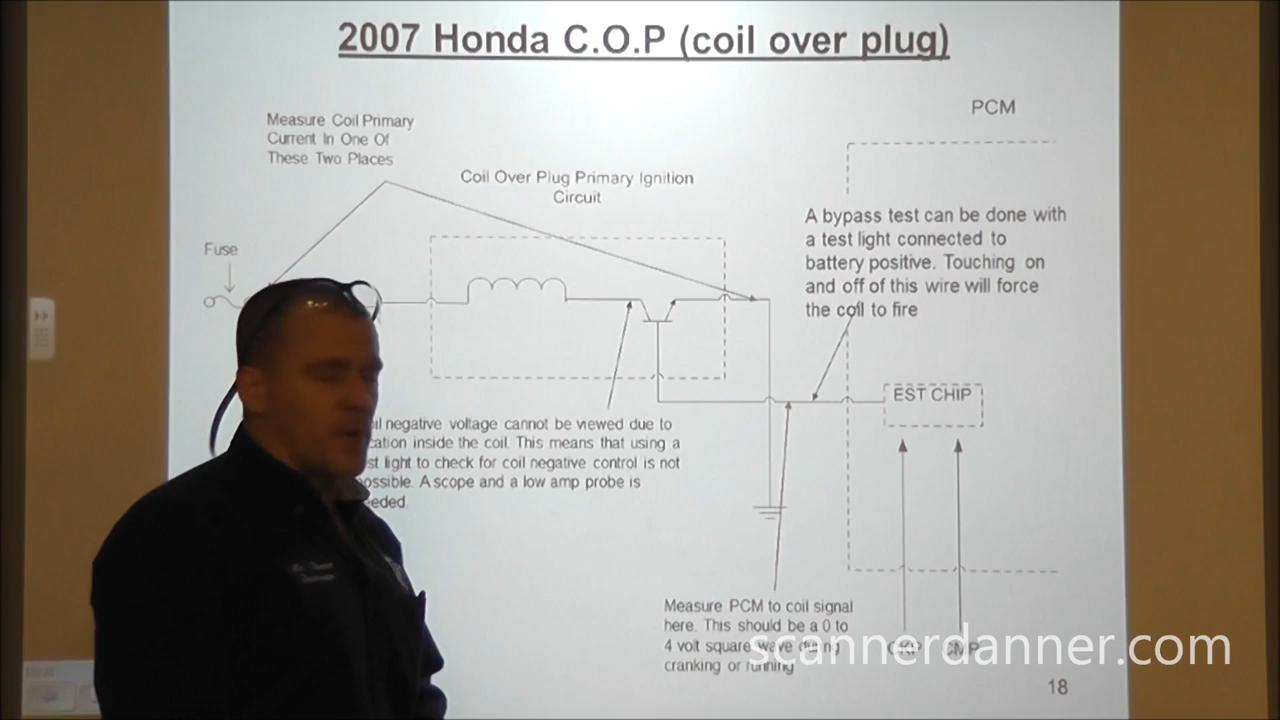 2007 Honda C.O.P (coil over plug)
PCM
Measure Coil Primary
Current In One Of
These Two Places
Coil Over Plug Primary Ignition
Circuit
A bypass test can be done with
a test light connected to
battery positive. Touching on
and off of this wire will force
the coil to fire
Fuse
EST CHIP
negative voltage cannot be viewed due to
inside the coil. This means that using a
light to check for coil negative control is not
A scope and a low amp probe is
Measure PCM to coil signal
here. This should be a 0 to
4 volt square wave during
cranking or running
CKP CMP
scannerdanner.com
18